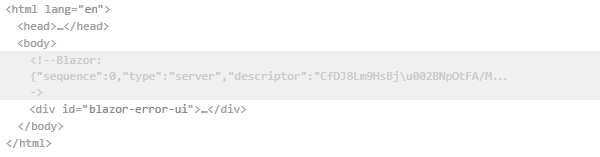 <html lang="en">
<head>…</head>
<body>
<!--Blazor:
{"sequence":0,"type":"server","descriptor":"CfDJ8Lm9HsBj\u002BNpOtFA/M...
->
<div id="blazor-error-ui">…</div>
</body>
</html>